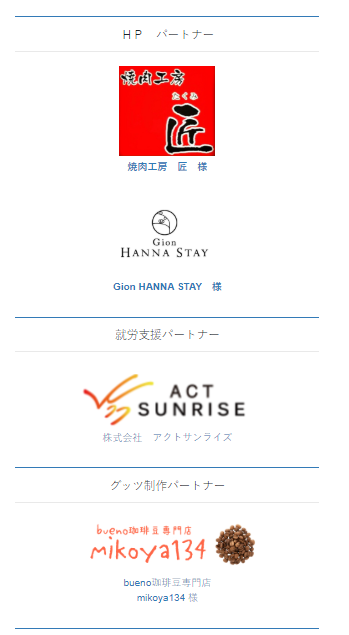 ＨＰ　パートナー
焼肉工房
たくみ
匠
焼肉工房　匠　様
Gion
HANNA STAY
Gion HANNA STAY　様
就労支援パートナー
ACT
SUNRISE
株式会社　アクトサンライズ
グッツ制作パートナー
bueno珈琲豆専門店
mikoya134
bueno珈琲豆専門店
mikoya134 様